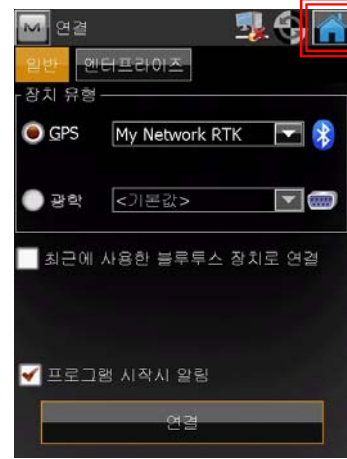 M 연결
일반 엔터프라이즈
장치 유형
GPS My Network RTK
광학 <기본값>
최근에 사용한 블루투스 장치로 연결
프로그램 시작시 알림
연결